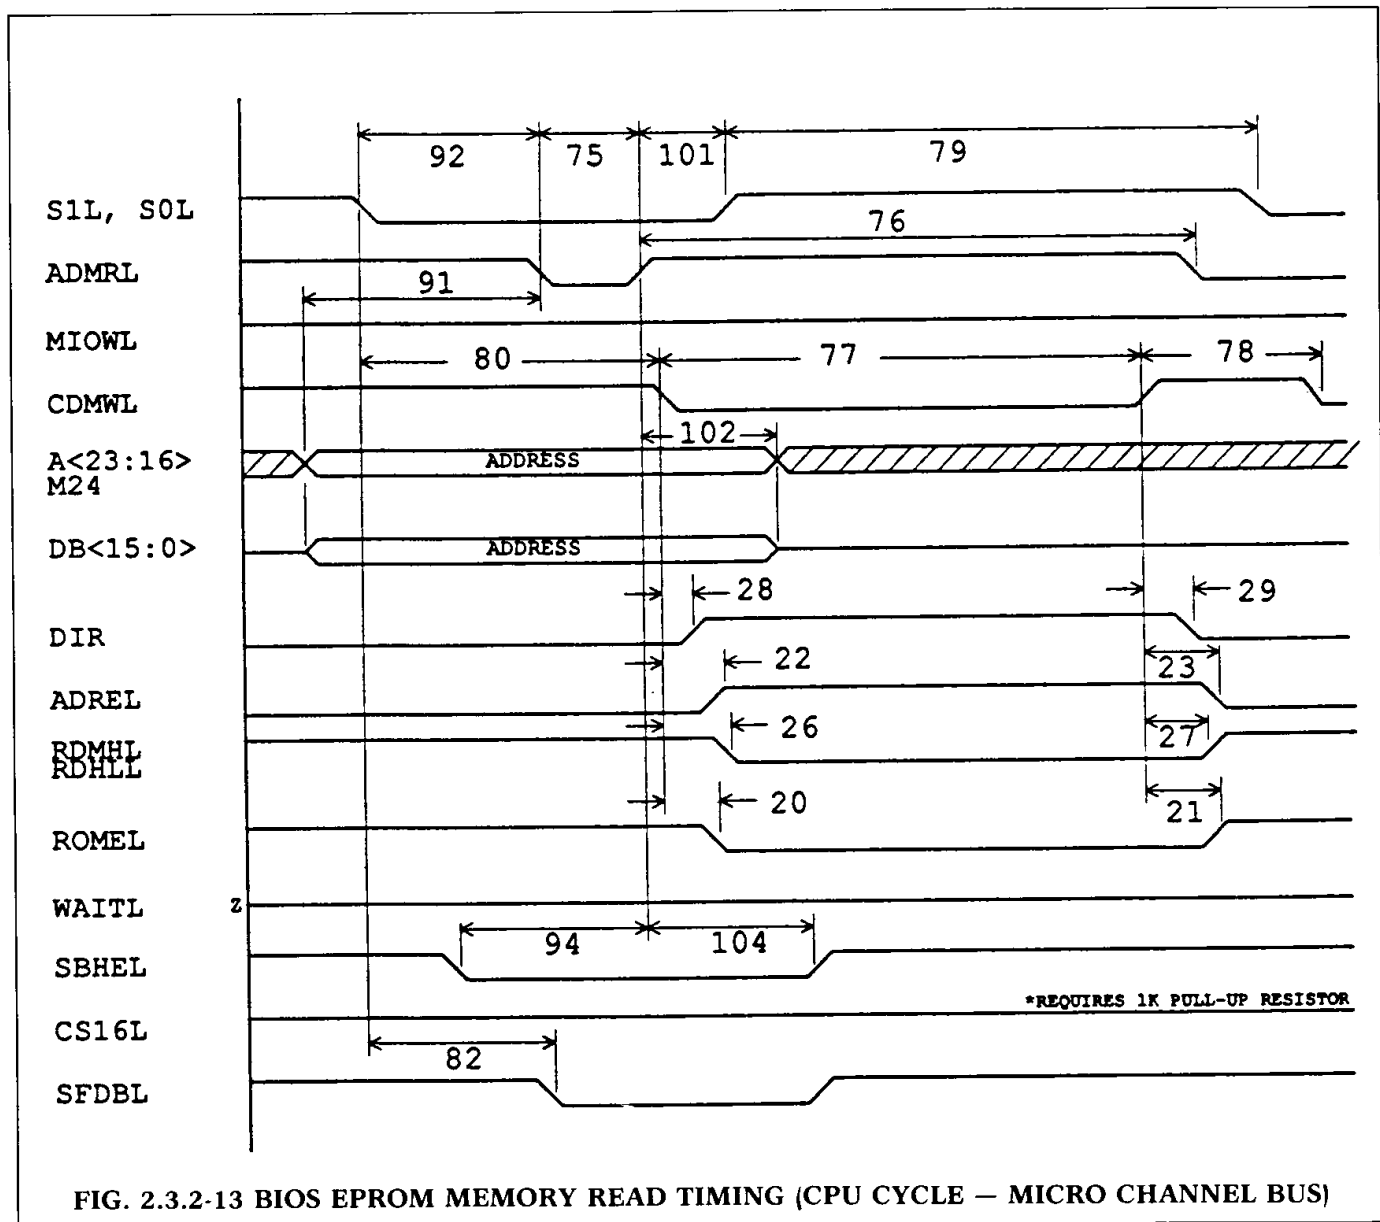 92 75 101 79
S1L, S0L
76
ADMRL
91
MIOWL
80 77 78
CDMWL
102
A<23:16> ADDRESS
M24
DB<15:0> ADDRESS
28 29
DIR
22 23
ADREL
26 27
RDMHL
RDHLL
20 21
ROMEL
WAITL Z
94 104
SBHEL
*REQUIRES 1K PULL-UP RESISTOR
CS16L
82
SFDBL
FIG. 2.3.2-13 BIOS EPROM MEMORY READ TIMING (CPU CYCLE — MICRO CHANNEL BUS)